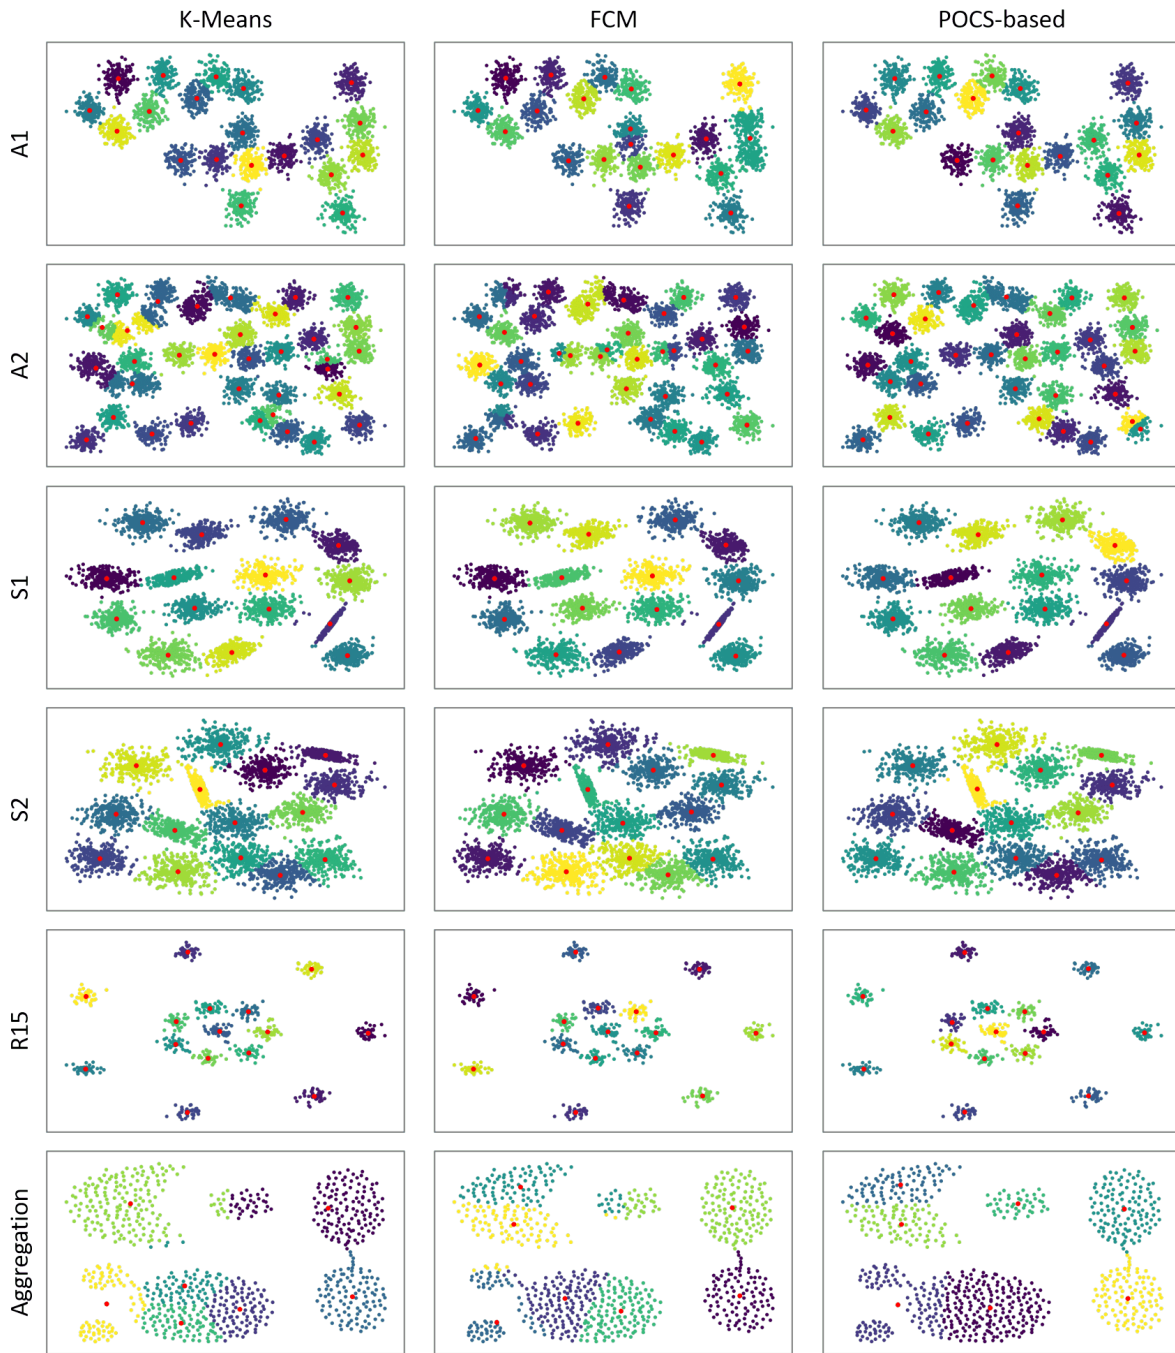 K-Means FCM POCS-based
A1
A2
S1
S2
R15
Aggregation